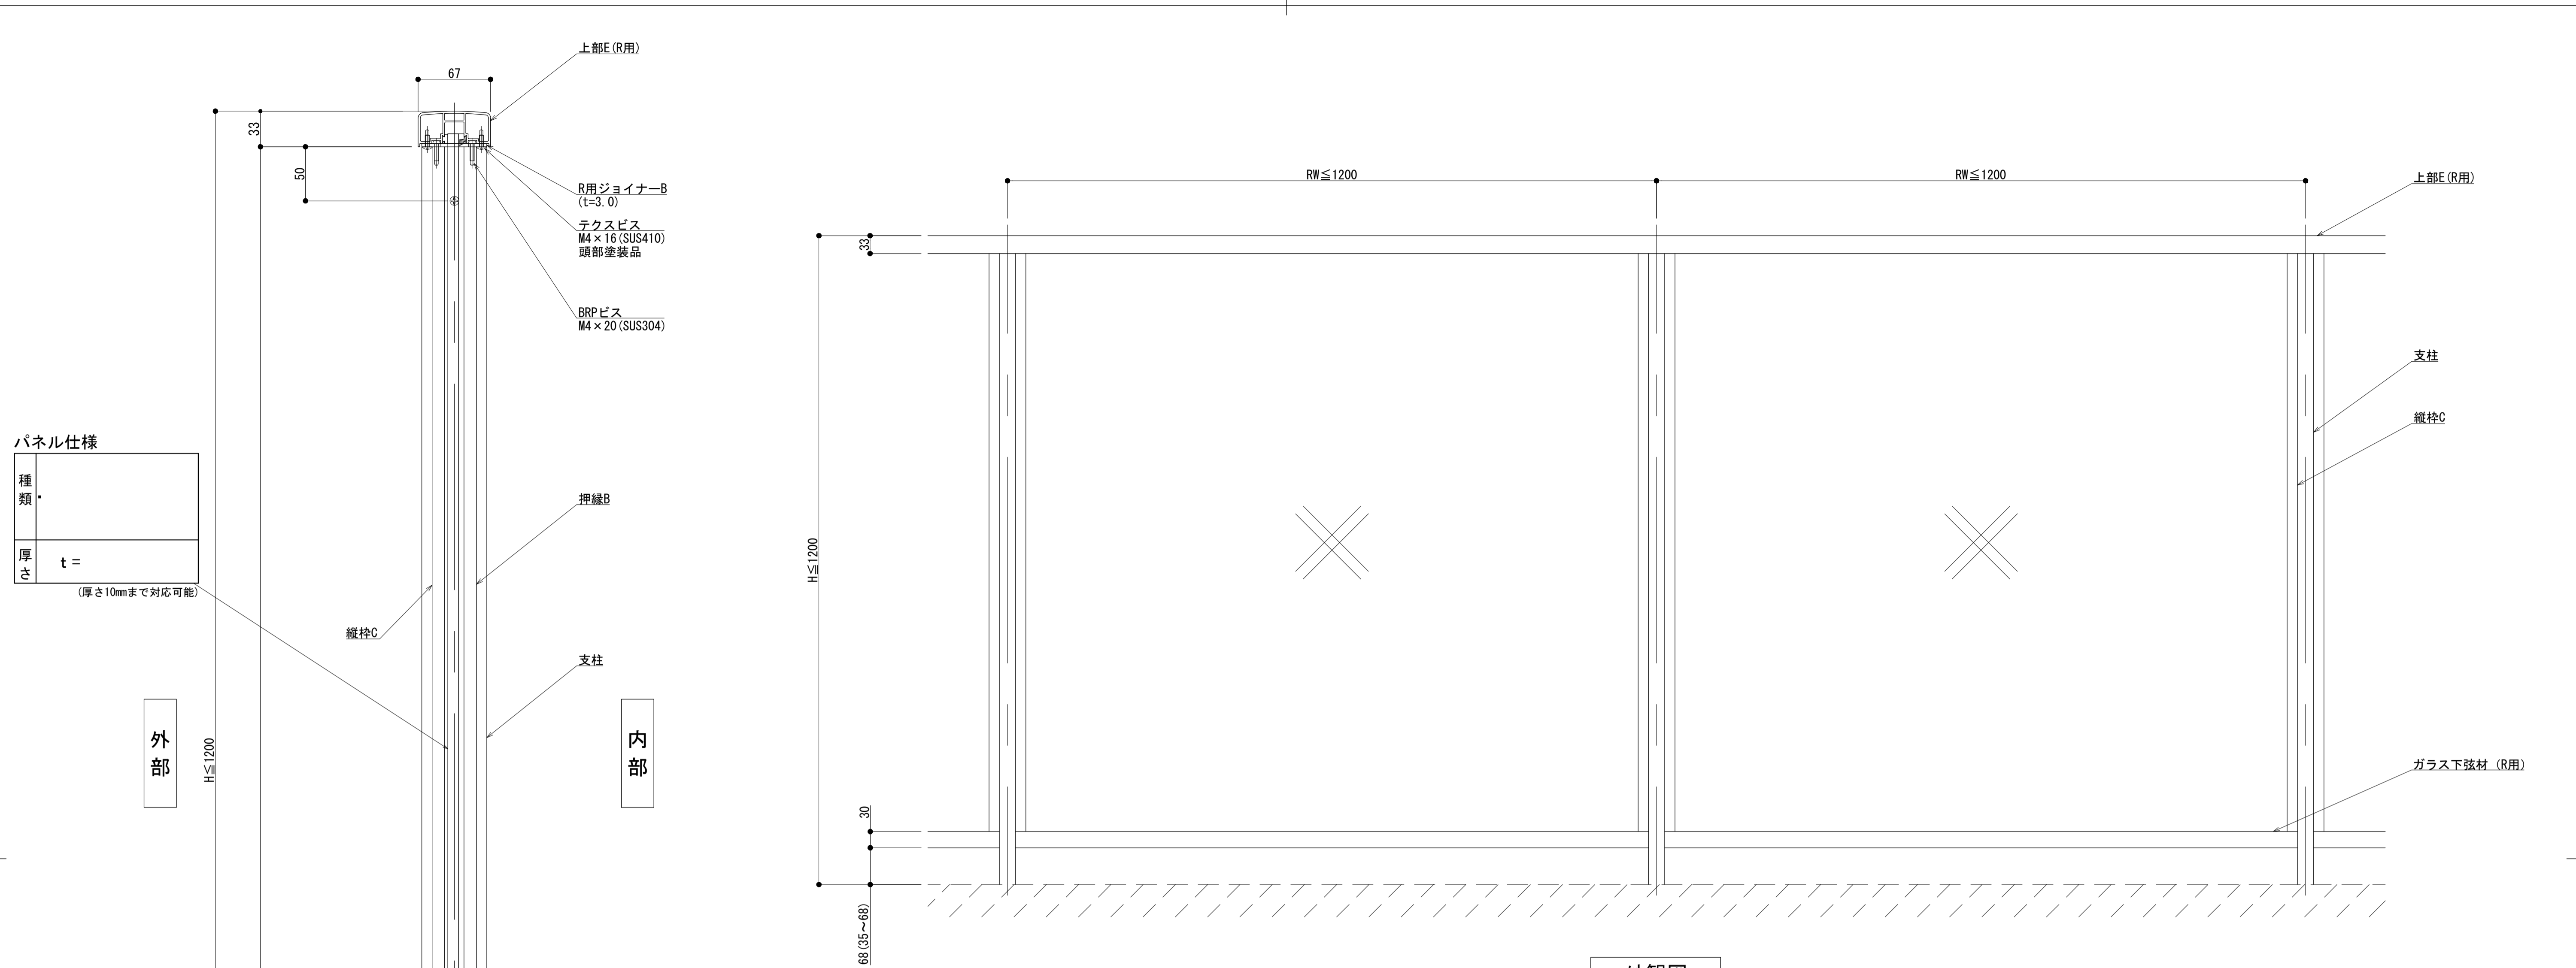 上部E(R用)
67
33
50
R用ジョイナーB
(t=3.0)
テクスビス
M4×16(SUS410)
頭部塗装品
BRPビス
M4×20(SUS304)
パネル仕様
種類
厚さ
t =
(厚さ10mmまで対応可能)
押縁B
縦枠C
支柱
外部
内部
H≦1200
RW≦1200
RW≦1200
上部E(R用)
33
支柱
縦枠C
H≦1200
ガラス下弦材 (R用)
30
68(35~68)